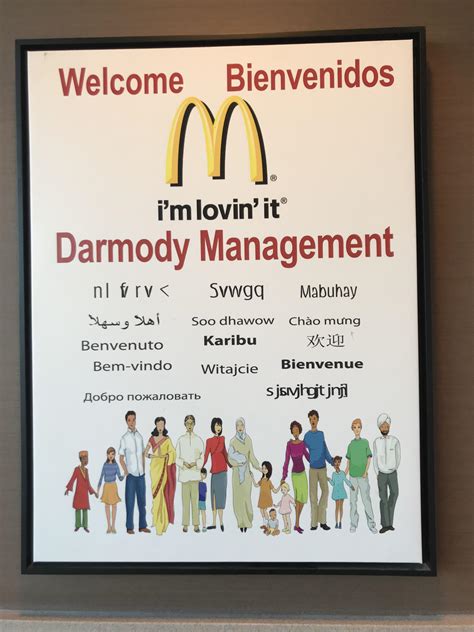 Welcome Bienvenidos
i'm lovin' it®
Darmody Management
Svwgq Mabuhay
أهلا وسهلا Soo dhawow Chào mừng
Benvenuto Karibu 欢迎
Bem-vindo Witajcie Bienvenue
Добро пожаловать